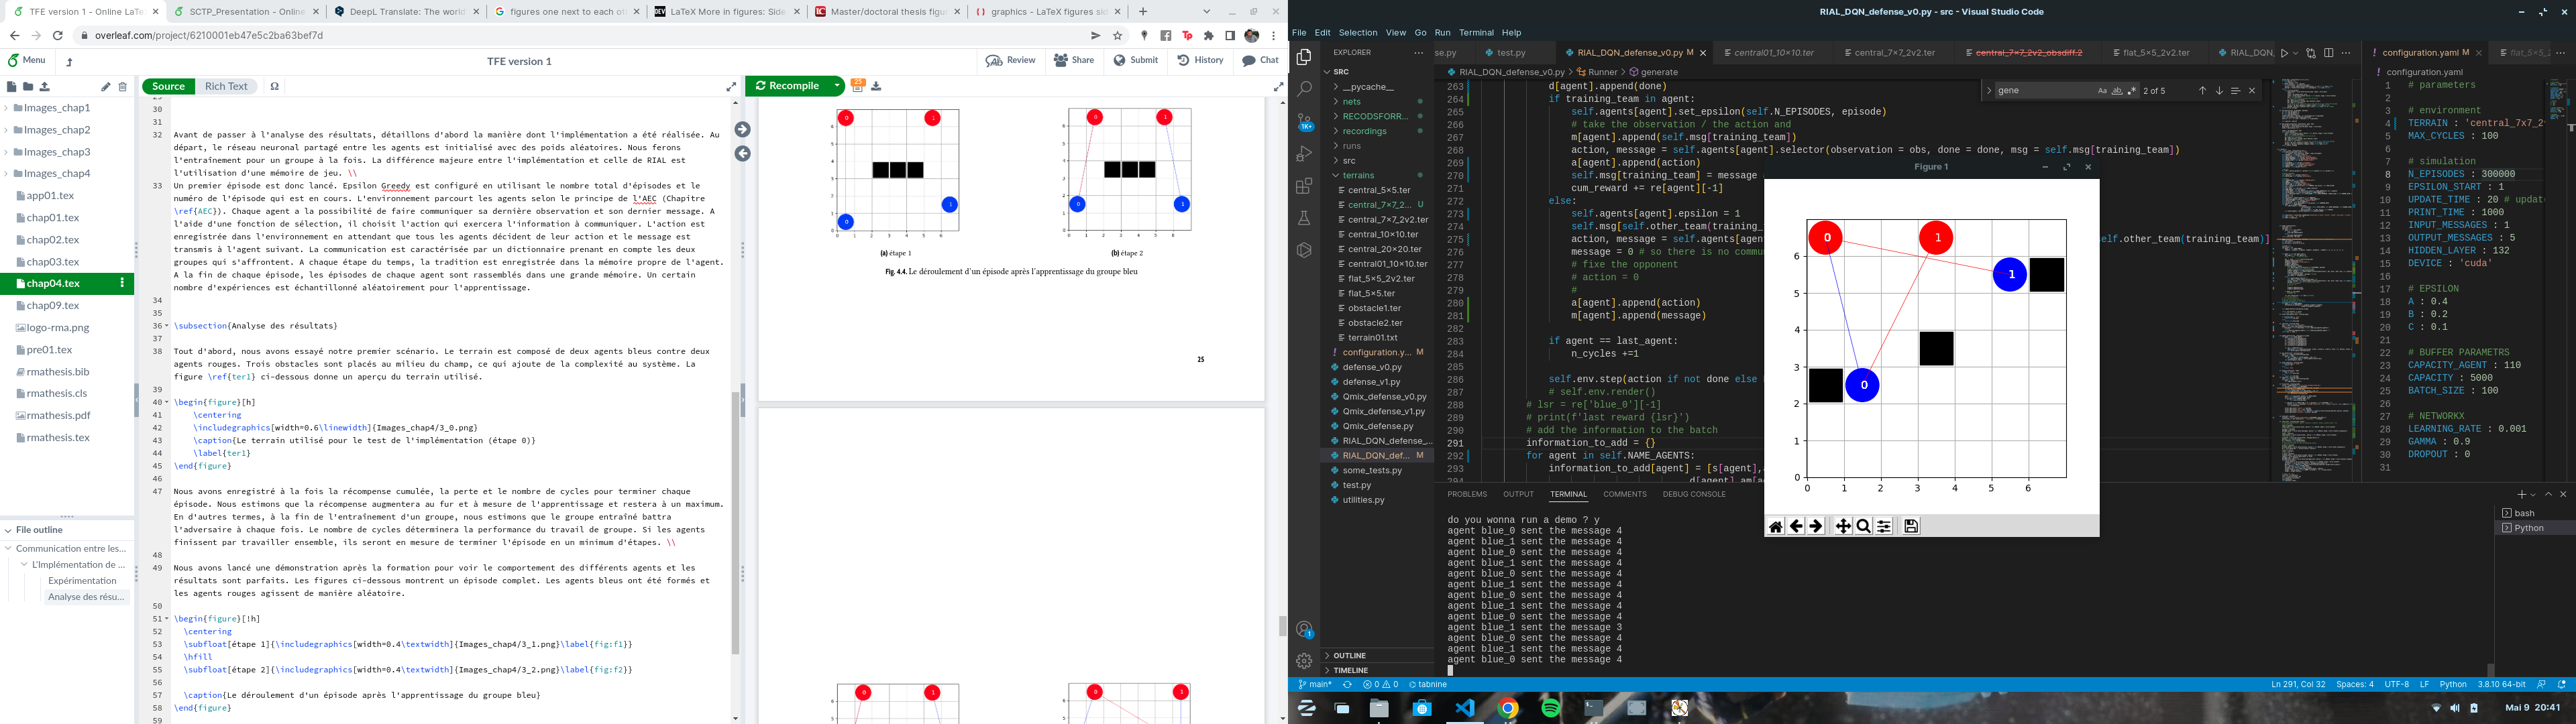 TFE version 1 - Online LaTe
SCTP_Presentation - Online
DeepL Translate: The world
figures one next to each oth
LaTeX More in figures: Side
Master/doctoral thesis figu
graphics - LaTeX figures sid
overleaf.com/project/6210001eb47e5c2ba63bef7d
Menu
TFE version 1
Review
Share
Submit
History
Chat
Source
Rich Text
Recompile
Images_chap1
Images_chap2
Images_chap3
Images_chap4
app01.tex
chap01.tex
chap02.tex
chap03.tex
chap04.tex
chap09.tex
logo-rma.png
pre01.tex
rmathesis.bib
rmathesis.cls
rmathesis.pdf
rmathesis.tex
File outline
Communication entre les...
L'Implémentation de ...
Expérimentation
Analyse des résu...
30
31
32 Avant de passer à l'analyse des résultats, détaillons d'abord la manière dont l'implémentation a été réalisée. Au
départ, le réseau neuronal partagé entre les agents est initialisé avec des poids aléatoires. Nous ferons
l'entraînement pour un groupe à la fois. La différence majeure entre l'implémentation et celle de RIAL est
l'utilisation d'une mémoire de jeu. \\
33 Un premier épisode est donc lancé. Epsilon Greedy est configuré en utilisant le nombre total d'épisodes et le
numéro de l'épisode qui est en cours. L'environnement parcourt les agents selon le principe de l'AEC (Chapitre
\ref{AEC}). Chaque agent a la possibilité de faire communiquer sa dernière observation et son dernier message. A
l'aide d'une fonction de sélection, il choisit l'action qui exercera l'information à communiquer. L'action est
enregistrée dans l'environnement en attendant que tous les agents décident de leur action et le message est
transmis à l'agent suivant. La communication est caractérisée par un dictionnaire prenant en compte les deux
groupes qui s'affrontent. A chaque étape du temps, la tradition est enregistrée dans la mémoire propre de l'agent.
A la fin de chaque épisode, les épisodes de chaque agent sont rassemblés dans une grande mémoire. Un certain
nombre d'expériences est échantillonné aléatoirement pour l'apprentissage.
34
35
36 \subsection{Analyse des résultats}
37
38 Tout d'abord, nous avons essayé notre premier scénario. Le terrain est composé de deux agents bleus contre deux
agents rouges. Trois obstacles sont placés au milieu du champ, ce qui ajoute de la complexité au système. La
figure \ref{ter1} ci-dessous donne un aperçu du terrain utilisé.
39
40 \begin{figure}[h]
41 \centering
42 \includegraphics[width=0.6\linewidth]{Images_chap4/3_0.png}
43 \caption{Le terrain utilisé pour le test de l'implémentation (étape 0)}
44 \label{ter1}
45 \end{figure}
46
47 Nous avons enregistré à la fois la récompense cumulée, la perte et le nombre de cycles pour terminer chaque
épisode. Nous estimons que la récompense augmentera au fur et à mesure de l'apprentissage et restera à un maximum.
En d'autres termes, à la fin de l'entraînement d'un groupe, nous estimons que le groupe entraîné battra
l'adversaire à chaque fois. Le nombre de cycles déterminera la performance du travail de groupe. Si les agents
finissent par travailler ensemble, ils seront en mesure de terminer l'épisode en un minimum d'étapes. \\
48
49 Nous avons lancé une démonstration après la formation pour voir le comportement des différents agents et les
résultats sont parfaits. Les figures ci-dessous montrent un épisode complet. Les agents bleus ont été formés et
les agents rouges agissent de manière aléatoire.
50
51 \begin{figure}[!h]
52 \centering
53 \subfloat[étape 1]{\includegraphics[width=0.4\textwidth]{Images_chap4/3_1.png}\label{fig:f1}}
54 \hfill
55 \subfloat[étape 2]{\includegraphics[width=0.4\textwidth]{Images_chap4/3_2.png}\label{fig:f2}}
56
57 \caption{Le déroulement d'un épisode après l'apprentissage du groupe bleu}
58 \end{figure}
59
(a) étape 1
(b) étape 2
Fig. 4.4. Le déroulement d'un épisode après l'apprentissage du groupe bleu
25
RIAL_DQN_defense_v0.py - src - Visual Studio Code
File Edit Selection View Go Run Terminal Help
EXPLORER
SRC
__pycache__
nets
RECODSFORR...
recordings
runs
src
terrains
central_5×5.ter
central_7×7_2... U
central_7×7_2v2.ter
central_10×10.ter
central_20×20.ter
central01_10×10.ter
flat_5×5_2v2.ter
flat_5×5.ter
obstacle1.ter
obstacle2.ter
terrain01.txt
configuration.y... M
defense_v0.py
defense_v1.py
Qmix_defense_v0.py
Qmix_defense_v1.py
Qmix_defense.py
RIAL_DQN_defense_...
RIAL_DQN_def... M
some_tests.py
test.py
utilities.py
OUTLINE
TIMELINE
se.py
test.py
RIAL_DQN_defense_v0.py M
central01_10×10.ter
central_7×7_2v2.ter
central_7×7_2v2_obsdiff.2
flat_5×5_2v2.ter
RIAL_DQN_
RIAL_DQN_defense_v0.py > Runner > generate
gene
2 of 5
263 d[agent].append(done)
264 if training_team in agent:
265 self.agents[agent].set_epsilon(self.N_EPISODES, episode)
266 # take the observation / the action and
267 m[agent].append(self.msg[training_team])
268 action, message = self.agents[agent].selector(observation = obs, done = done, msg = self.msg[training_team])
269 a[agent].append(action)
270 self.msg[training_team] = message
271 cum_reward += re[agent][-1]
272 else:
273 self.agents[agent].epsilon = 1
274 self.msg[self.other_team(training_
275 action, message = self.agents[agen self.other_team(training_team)]
276 message = 0 # so there is no commu
277 # fixe the opponent
278 # action = 0
279 #
280 a[agent].append(action)
281 m[agent].append(message)
282
283 if agent == last_agent:
284 n_cycles +=1
285
286 self.env.step(action if not done else
287 # self.env.render()
288 # lsr = re['blue_0'][-1]
289 # print(f'last reward {lsr}')
290 # add the information to the batch
291 information_to_add = {}
292 for agent in self.NAME_AGENTS:
293 information_to_add[agent] = [s[agent],
Figure 1
0
1
1
0
6
5
4
3
2
1
0
0 1 2 3 4 5 6
configuration.yaml M
configuration.yaml
1 # parameters
2
3 # environment
4 TERRAIN : 'central_7x7_2v
5 MAX_CYCLES : 100
6
7 # simulation
8 N_EPISODES : 300000
9 EPSILON_START : 1
10 UPDATE_TIME : 20 # updat
11 PRINT_TIME : 1000
12 INPUT_MESSAGES : 1
13 OUTPUT_MESSAGES : 5
14 HIDDEN_LAYER : 132
15 DEVICE : 'cuda'
16
17 # EPSILON
18 A : 0.4
19 B : 0.2
20 C : 0.1
21
22 # BUFFER PARAMETRS
23 CAPACITY_AGENT : 110
24 CAPACITY : 5000
25 BATCH_SIZE : 100
26
27 # NETWORKX
28 LEARNING_RATE : 0.001
29 GAMMA : 0.9
30 DROPOUT : 0
31
PROBLEMS OUTPUT TERMINAL COMMENTS DEBUG CONSOLE
do you wonna run a demo ? y
agent blue_0 sent the message 4
agent blue_1 sent the message 4
agent blue_0 sent the message 4
agent blue_1 sent the message 4
agent blue_0 sent the message 4
agent blue_1 sent the message 4
agent blue_0 sent the message 4
agent blue_1 sent the message 4
agent blue_0 sent the message 4
agent blue_1 sent the message 3
agent blue_0 sent the message 4
agent blue_1 sent the message 4
agent blue_0 sent the message 4
bash
Python
main*
0 0
tabnine
Ln 291, Col 32
Spaces: 4
UTF-8
LF
Python
3.8.10 64-bit
Mai 9 20:41